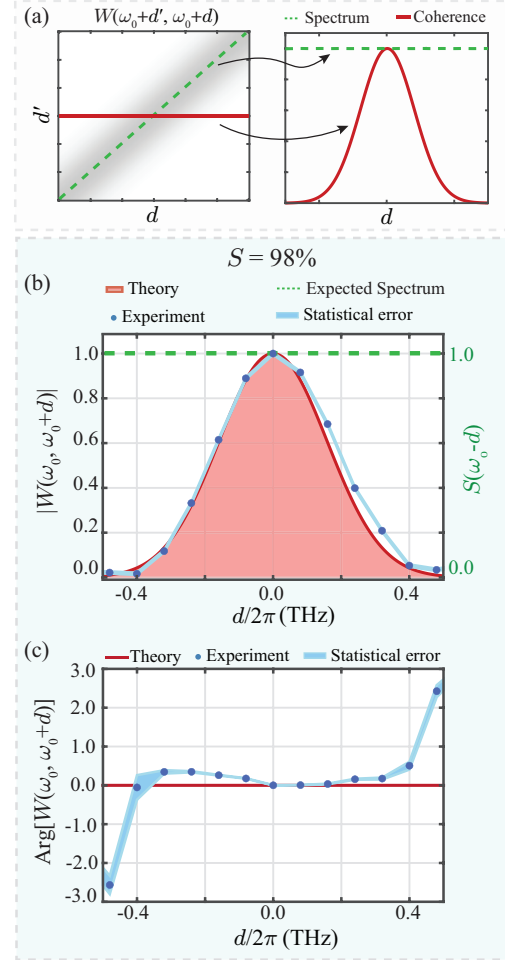 (a)
W(ω₀+d′, ω₀+d)
Spectrum
Coherence
d′
d
d
S = 98%
(b)
Theory
Expected Spectrum
Experiment
Statistical error
1.0
0.8
0.6
0.4
0.2
0.0
|W(ω₀, ω₀+d)|
1.0
0.0
S(ω₀-d)
-0.4
0.0
0.4
d/2π (THz)
(c)
Theory
Experiment
Statistical error
3.0
2.0
1.0
0.0
-1.0
-2.0
-3.0
Arg[W(ω₀, ω₀+d)]
-0.4
0.0
0.4
d/2π (THz)